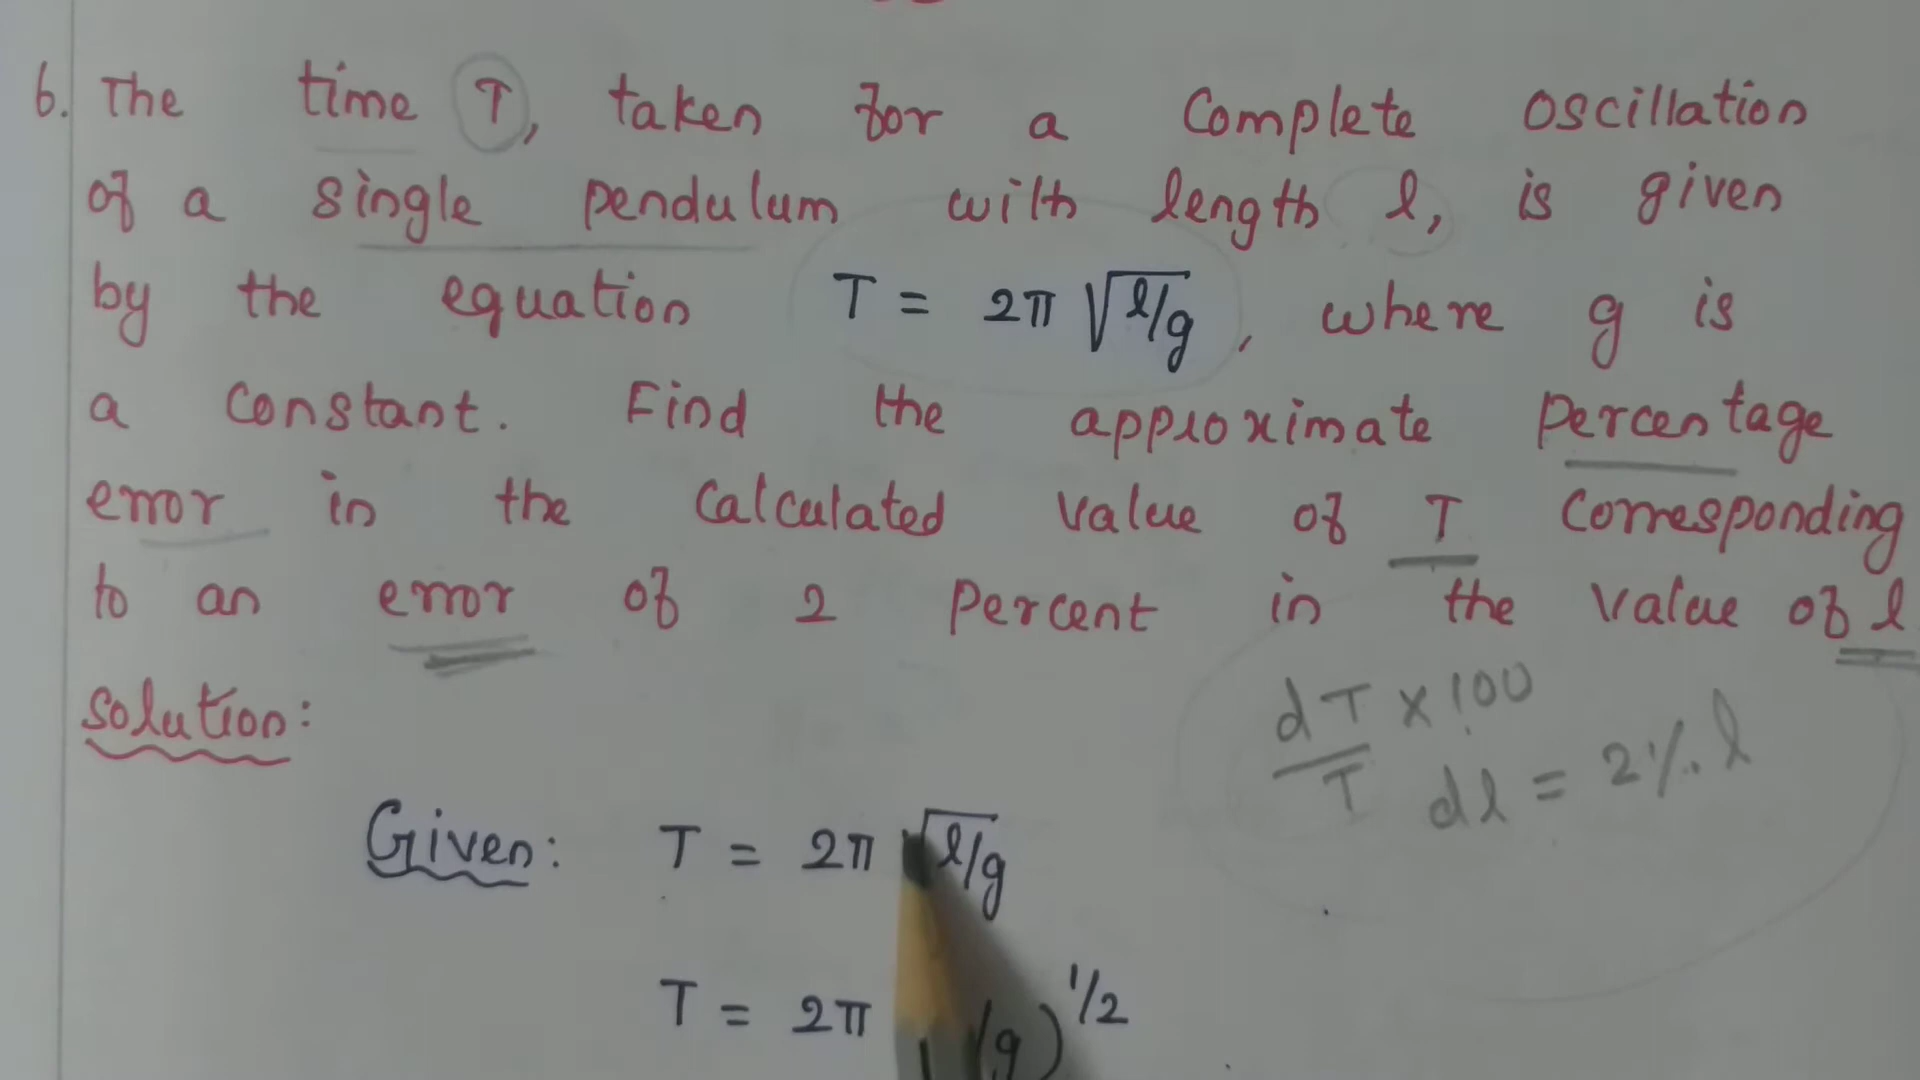 6. The time T, taken for a complete oscillation
of a single pendulum with length l, is given
by the equation T = 2π √l/g, where g is
a constant. Find the approximate percentage
error in the calculated value of T corresponding
to an error of 2 percent in the value of l
Solution:
dT/T × 100
dl = 2% l
Given: T = 2π √l/g
T = 2π /g)^1/2